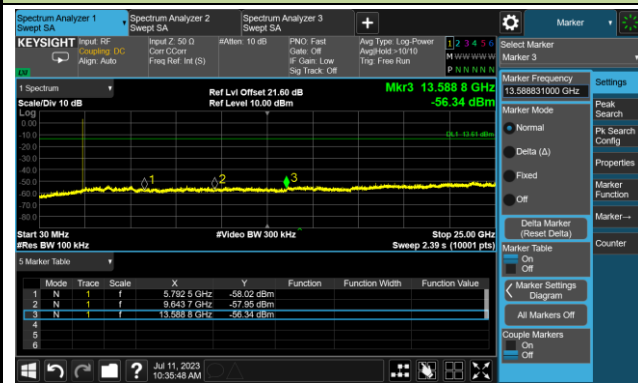 Spectrum Analyzer 1
Swept SA
Spectrum Analyzer 2
Swept SA
Spectrum Analyzer 3
Swept SA
+
KEYSIGHT
Input: RF
Coupling: DC
Align: Auto
Input Z: 50 Ω
Corr CCorr
Freq Ref: Int (S)
#Atten: 10 dB
PNO: Fast
Gate: Off
IF Gain: Low
Sig Track: Off
Avg Type: Log-Power
Avg|Hold:>10/10
Trig: Free Run
1 2 3 4 5 6
M W W W W W
P N N N N N
1 Spectrum
Scale/Div 10 dB
Ref Lvl Offset 21.60 dB
Ref Level 10.00 dBm
Mkr3 13.588 8 GHz
-56.34 dBm
Log
0.00
-10.0
-20.0
-30.0
-40.0
-50.0
-60.0
-70.0
-80.0
DL1 -13.61 dBm
1
2
3
Start 30 MHz
#Res BW 100 kHz
#Video BW 300 kHz
Stop 25.00 GHz
Sweep 2.39 s (10001 pts)
5 Marker Table
Mode Trace Scale X Y Function Function Width Function Value
1 N 1 f 5.792 5 GHz -58.02 dBm
2 N 1 f 9.643 7 GHz -57.95 dBm
3 N 1 f 13.588 8 GHz -56.34 dBm
4
5
6
Jul 11, 2023
10:35:48 AM
Marker
Select Marker
Marker 3
Marker Frequency
13.588831000 GHz
Marker Mode
Normal
Delta (Δ)
Fixed
Off
Delta Marker
(Reset Delta)
Marker Table
On
Off
Marker Settings
Diagram
All Markers Off
Couple Markers
On
Off
Settings
Peak
Search
Pk Search
Config
Properties
Marker
Function
Marker→
Counter